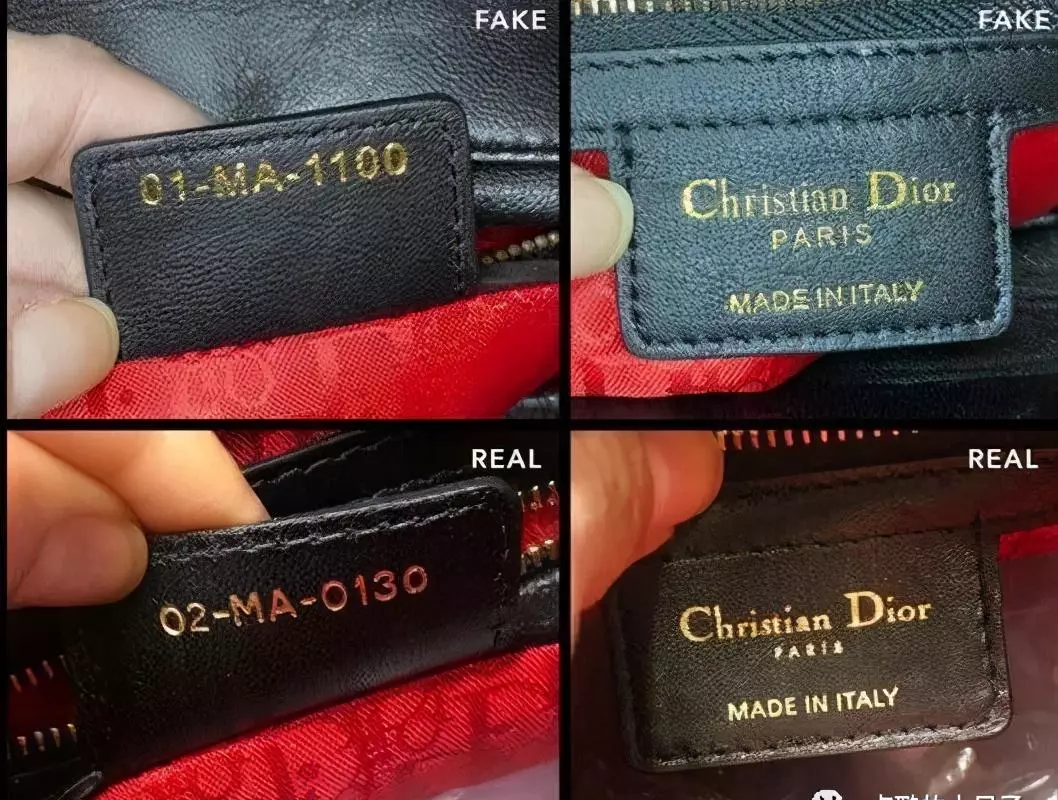 FAKE
01-MA-1100
FAKE
Christian Dior
PARIS
MADE IN ITALY
REAL
02-MA-0130
REAL
Christian Dior
PARIS
MADE IN ITALY